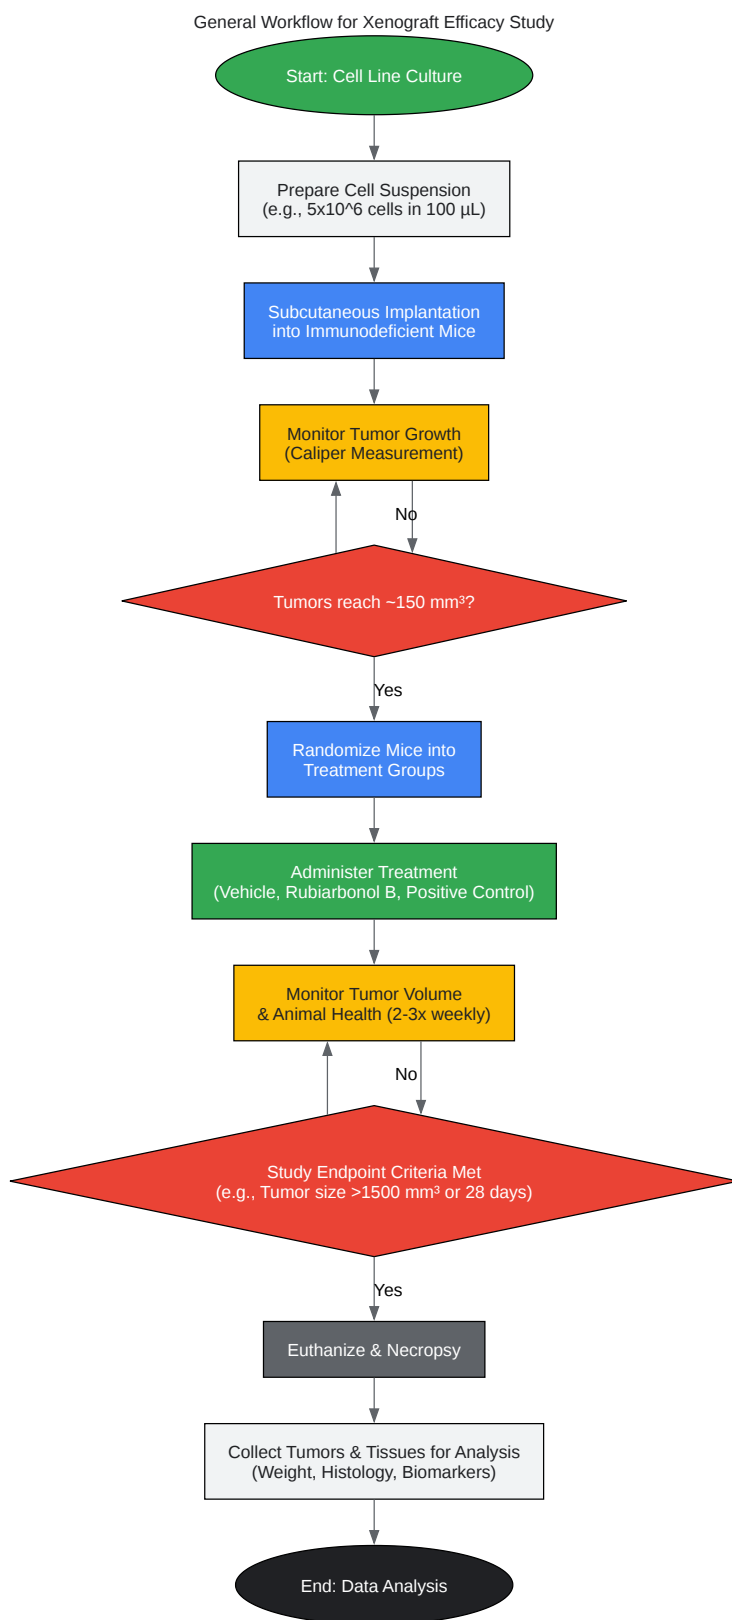 General Workflow for Xenograft Efficacy Study
Start: Cell Line Culture
Prepare Cell Suspension
(e.g., 5x10^6 cells in 100 µL)
Subcutaneous Implantation
into Immunodeficient Mice
Monitor Tumor Growth
(Caliper Measurement)
No
Tumors reach ~150 mm³?
Yes
Randomize Mice into
Treatment Groups
Administer Treatment
(Vehicle, Rubiarbonol B, Positive Control)
Monitor Tumor Volume
& Animal Health (2-3x weekly)
No
Study Endpoint Criteria Met
(e.g., Tumor size >1500 mm³ or 28 days)
Yes
Euthanize & Necropsy
Collect Tumors & Tissues for Analysis
(Weight, Histology, Biomarkers)
End: Data Analysis